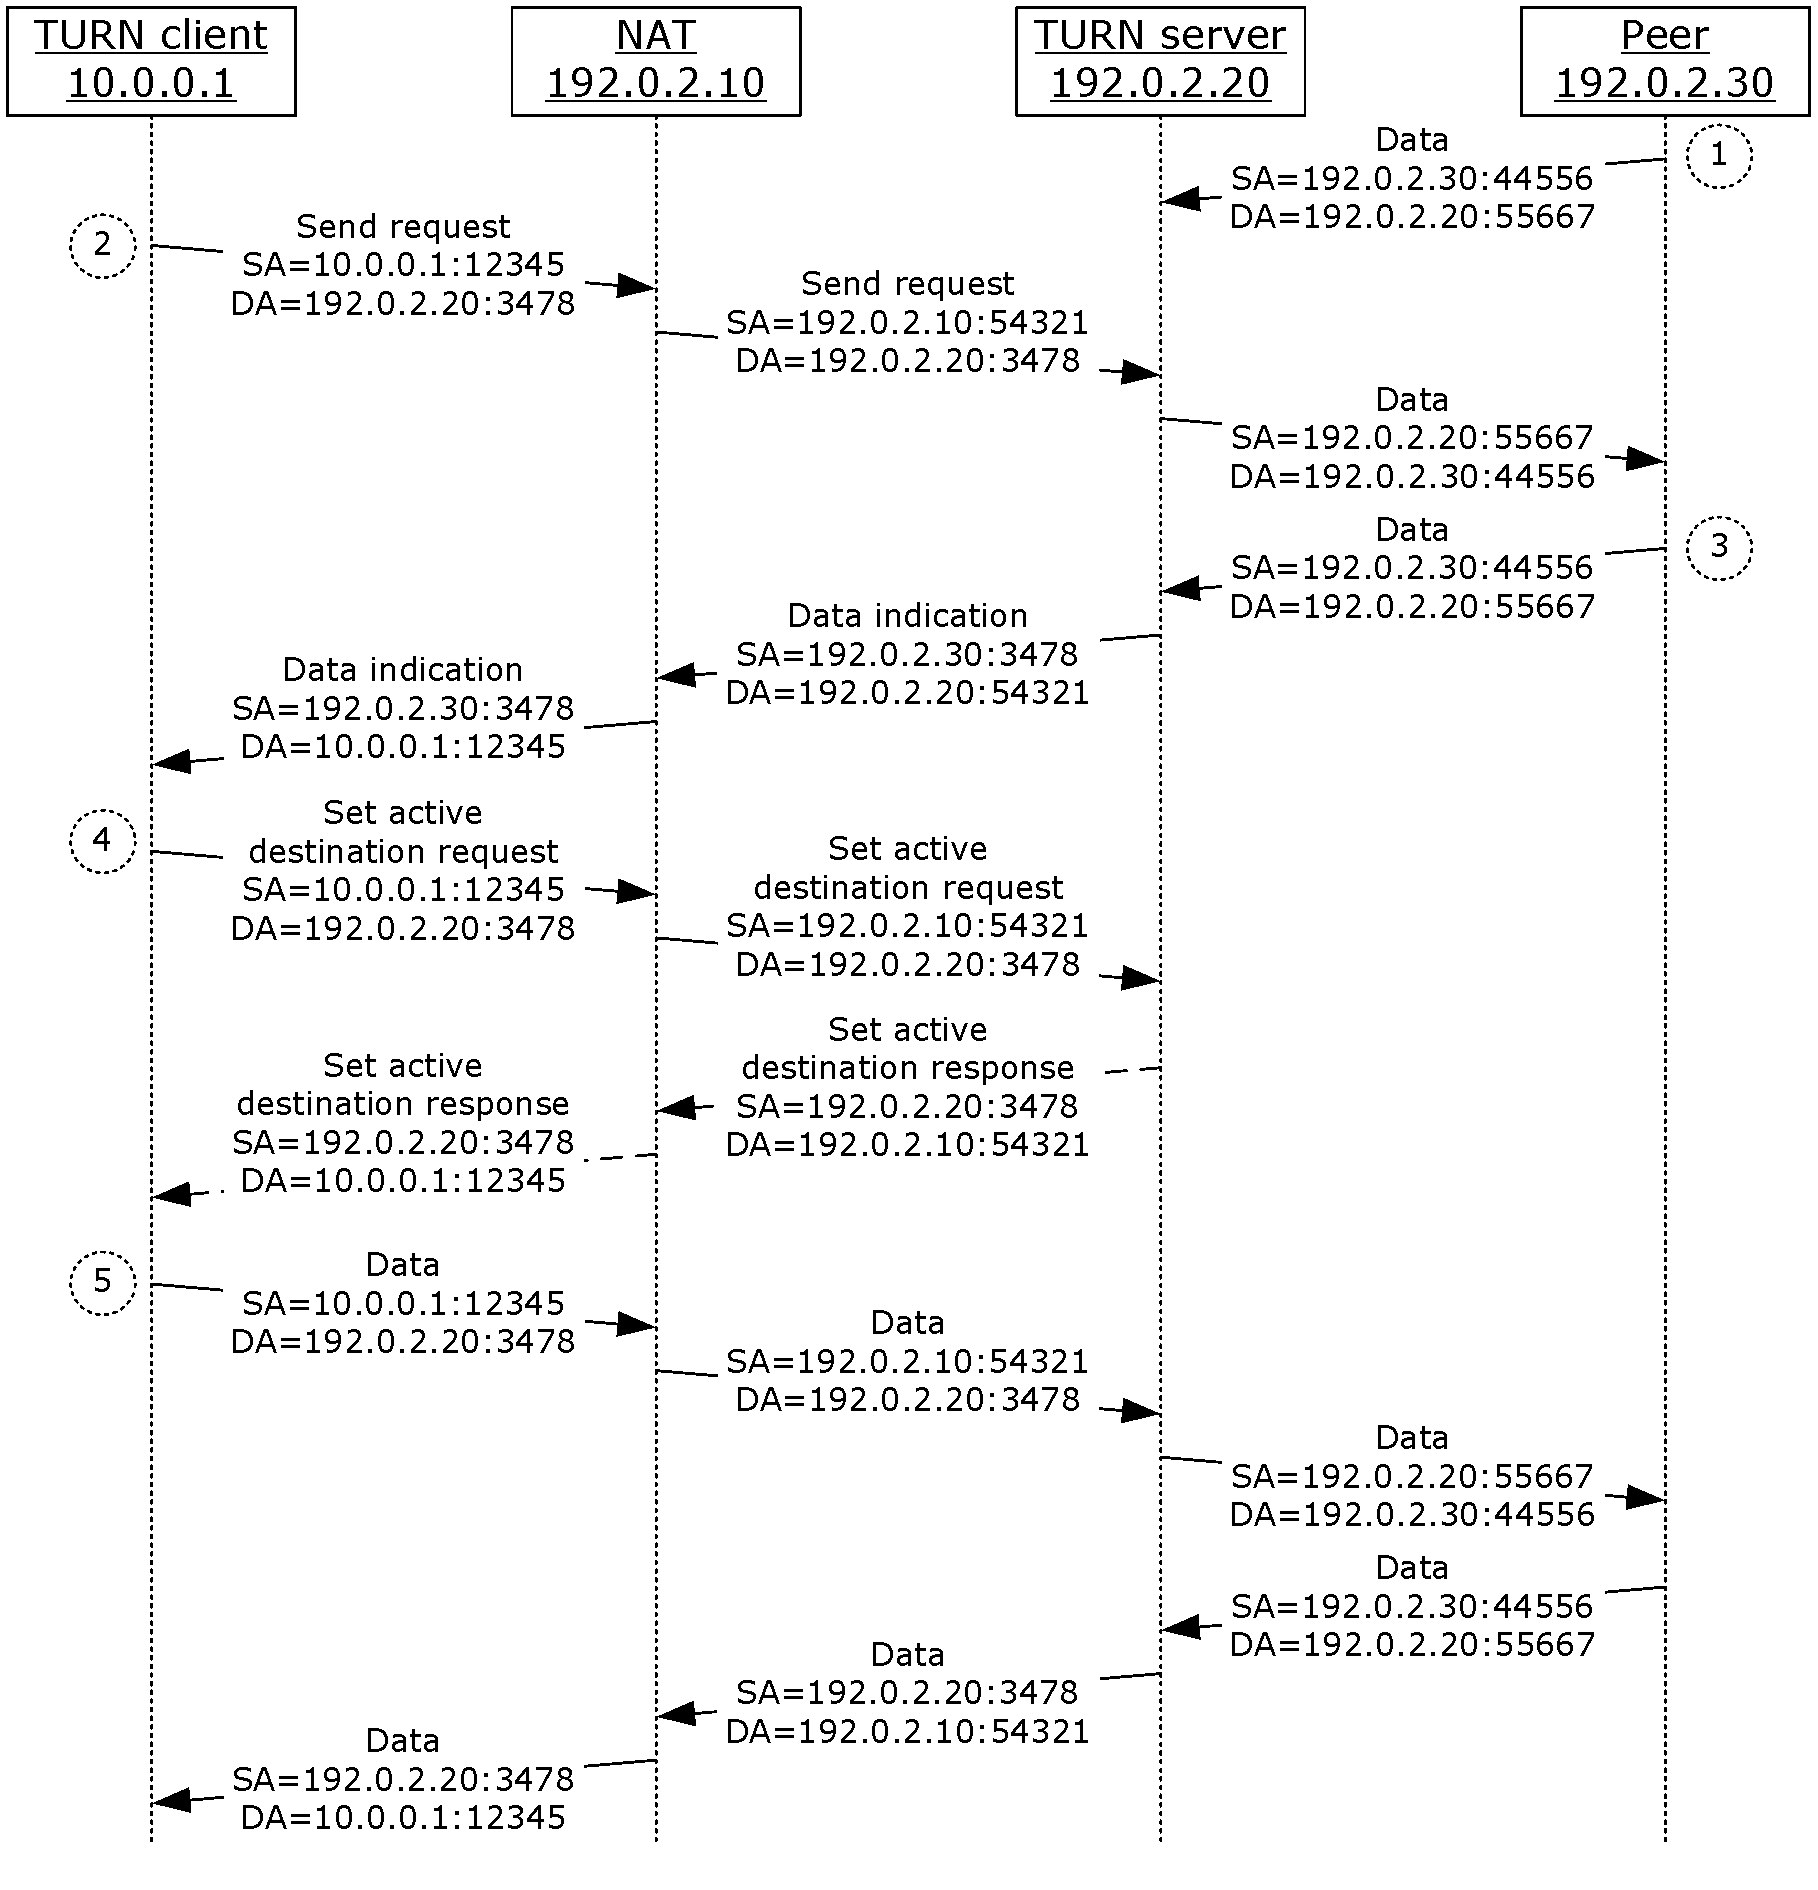 TURN client
10.0.0.1
NAT
192.0.2.10
TURN server
192.0.2.20
Peer
192.0.2.30
Data
SA=192.0.2.30:44556
DA=192.0.2.20:55667
1
2
Send request
SA=10.0.0.1:12345
DA=192.0.2.20:3478
Send request
SA=192.0.2.10:54321
DA=192.0.2.20:3478
Data
SA=192.0.2.20:55667
DA=192.0.2.30:44556
Data
SA=192.0.2.30:44556
DA=192.0.2.20:55667
3
Data indication
SA=192.0.2.30:3478
DA=192.0.2.20:54321
Data indication
SA=192.0.2.30:3478
DA=10.0.0.1:12345
4
Set active
destination request
SA=10.0.0.1:12345
DA=192.0.2.20:3478
Set active
destination request
SA=192.0.2.10:54321
DA=192.0.2.20:3478
Set active
destination response
SA=192.0.2.20:3478
DA=192.0.2.10:54321
Set active
destination response
SA=192.0.2.20:3478
DA=10.0.0.1:12345
5
Data
SA=10.0.0.1:12345
DA=192.0.2.20:3478
Data
SA=192.0.2.10:54321
DA=192.0.2.20:3478
Data
SA=192.0.2.20:55667
DA=192.0.2.30:44556
Data
SA=192.0.2.30:44556
DA=192.0.2.20:55667
Data
SA=192.0.2.20:3478
DA=192.0.2.10:54321
Data
SA=192.0.2.20:3478
DA=10.0.0.1:12345